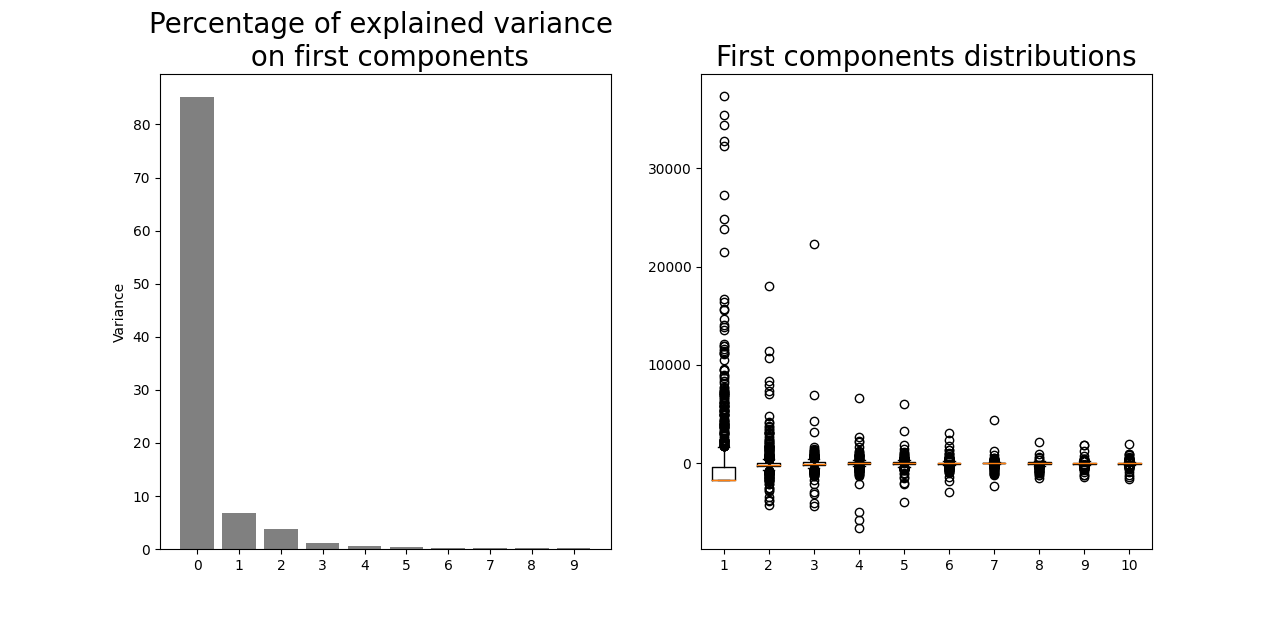 Percentage of explained variance
on first components
First components distributions
Variance
80
70
60
50
40
30
20
10
0
0 1 2 3 4 5 6 7 8 9
30000
20000
10000
0
1 2 3 4 5 6 7 8 9 10